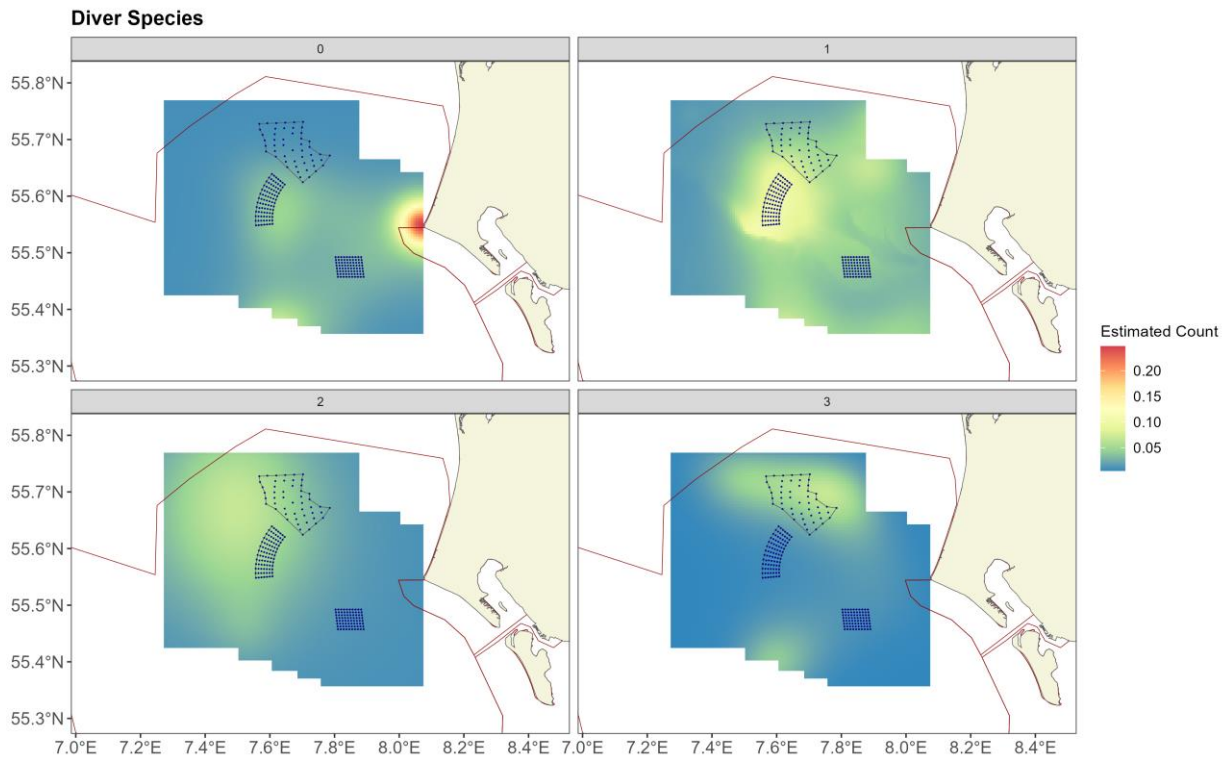 Diver Species
0
1
55.8°N
55.7°N
55.6°N
55.5°N
55.4°N
55.3°N
2
3
55.8°N
55.7°N
55.6°N
55.5°N
55.4°N
55.3°N
7.0°E 7.2°E 7.4°E 7.6°E 7.8°E 8.0°E 8.2°E 8.4°E 7.0°E 7.2°E 7.4°E 7.6°E 7.8°E 8.0°E 8.2°E 8.4°E
Estimated Count
0.20
0.15
0.10
0.05